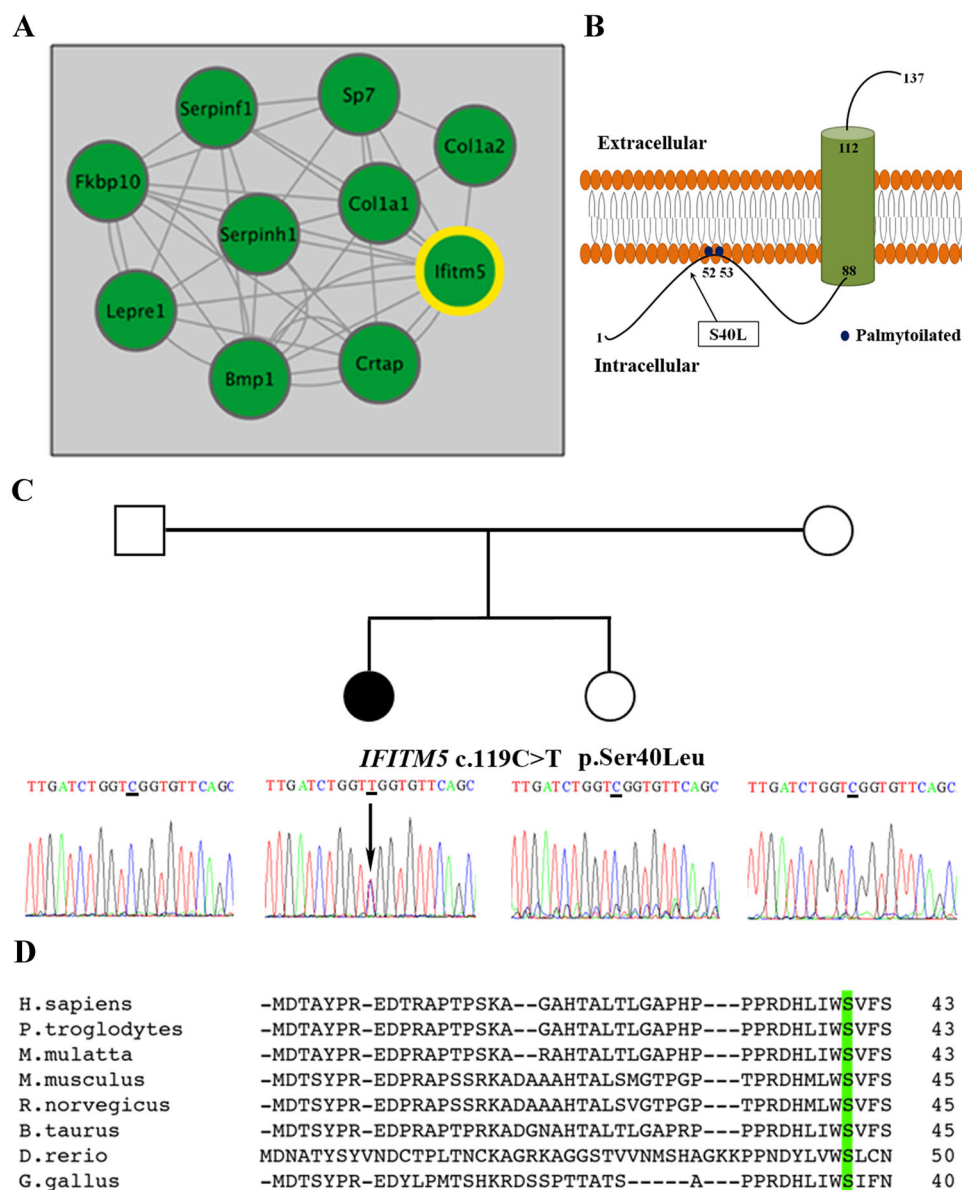 A
Serpinf1
Sp7
Col1a2
Fkbp10
Col1a1
Serpinh1
Ifitm5
Lepre1
Bmp1
Crtap
B
137
Extracellular
112
88
52 53
S40L
1
Palmytoilated
Intracellular
C
IFITM5 c.119C>T p.Ser40Leu
TTGATCTGGTCGGTGTTCAGC
TTGATCTGGTTGGTGTTCAGC
TTGATCTGGTCGGTGTTCAGC
TTGATCTGGTCGGTGTTCAGC
D
H.sapiens -MDTAYPR-EDTRAPTPSKA--GAHTALTLGAPHP---PPRDHLIWSVFS 43
P.troglodytes -MDTAYPR-EDPRAPTPSKA--GAHTALTLGAPHP---PPRDHLIWSVFS 43
M.mulatta -MDTAYPR-EDPRAPTPSKA--RAHTALTLGAPHP---PPRDHLIWSVFS 43
M.musculus -MDTSYPR-EDPRAPSSRKADAAAHTALSMGTPGP---TPRDHMLWSVFS 45
R.norvegicus -MDTSYPR-EDPRAPSSRKADAAAHTALSVGTPGP---TPRDHMLWSVFS 45
B.taurus -MDTSYPR-EDPRAPTPRKADGNAHTALTLGAPRP---PPRDHLIWSVFS 45
D.rerio MDNATYSYVNDCTPLTNCKAGRKAGGSTVVNMSHAGKKPPNDYLVWSLCN 50
G.gallus -MDTSYPR-EDYLPMTSHKRDSSPTTATS-----A---PPRDHLIWSIFN 40